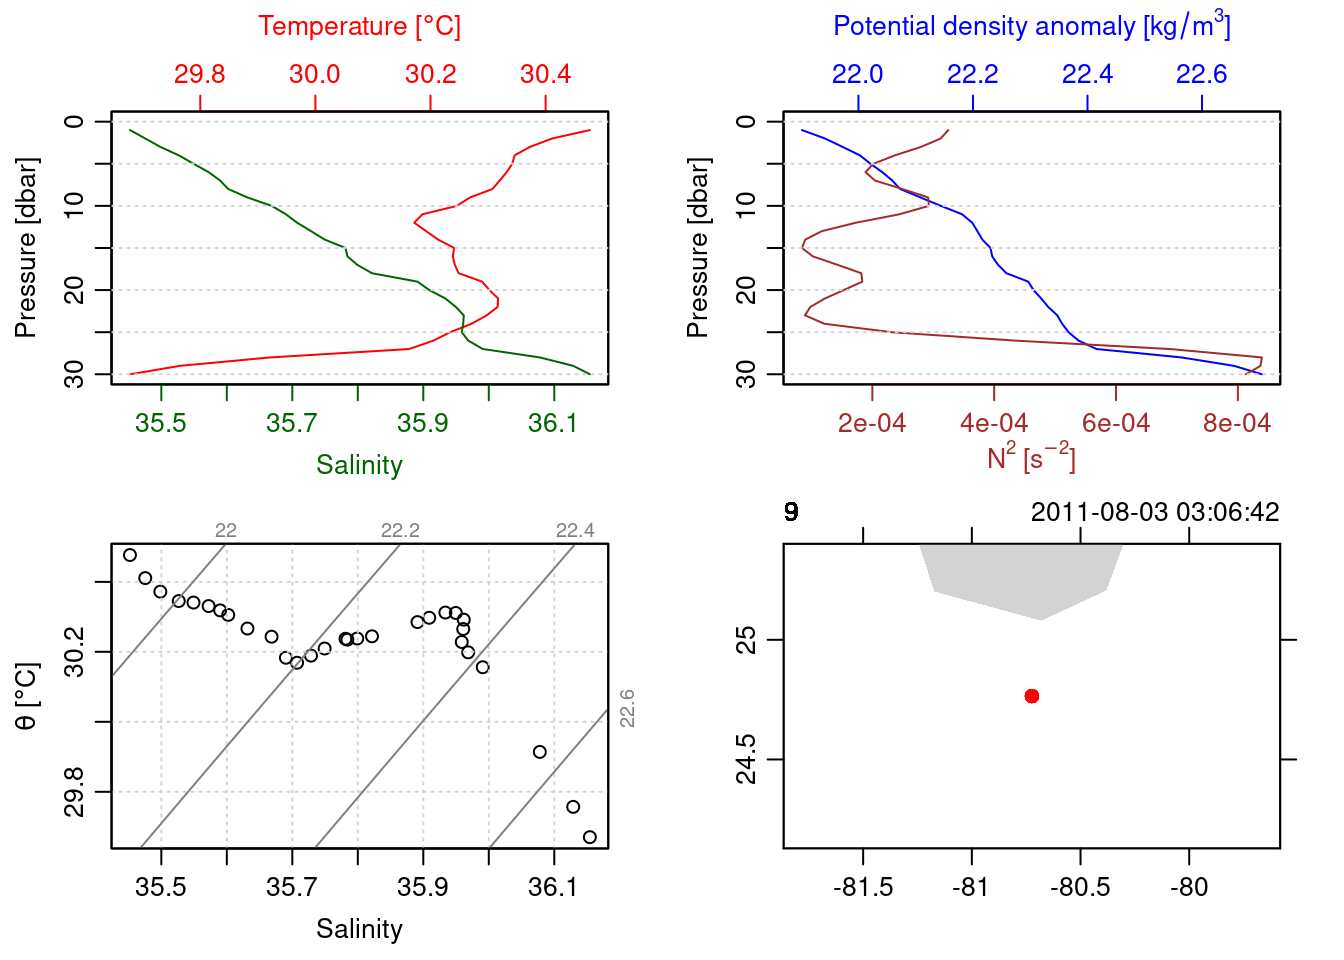 Temperature [°C]
29.8 30.0 30.2 30.4
Pressure [dbar]
0 10 20 30
35.5 35.7 35.9 36.1
Salinity
Potential density anomaly [kg/m³]
22.0 22.2 22.4 22.6
Pressure [dbar]
0 10 20 30
2e-04 4e-04 6e-04 8e-04
N² [s⁻²]
22 22.2 22.4
22.6
θ [°C]
30.2
29.8
35.5 35.7 35.9 36.1
Salinity
2011-08-03 03:06:42
25
24.5
-81.5 -81 -80.5 -80